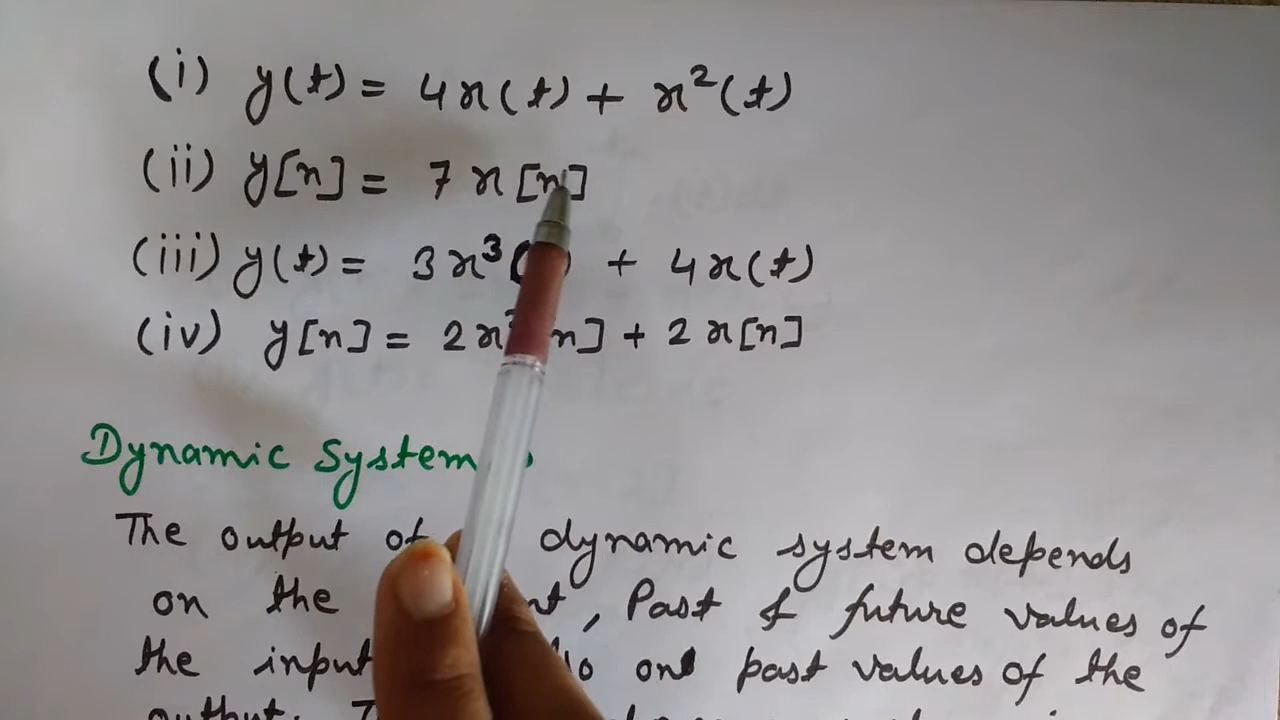 (i) y(t) = 4x(t) + x²(t)
(ii) y[n] = 7x[n]
(iii) y(t) = 3x³( ) + 4x(t)
(iv) y[n] = 2x [n] + 2x[n]
Dynamic System
The output of dynamic system depends
on the , Past & future values of
the input on past values of the
output.